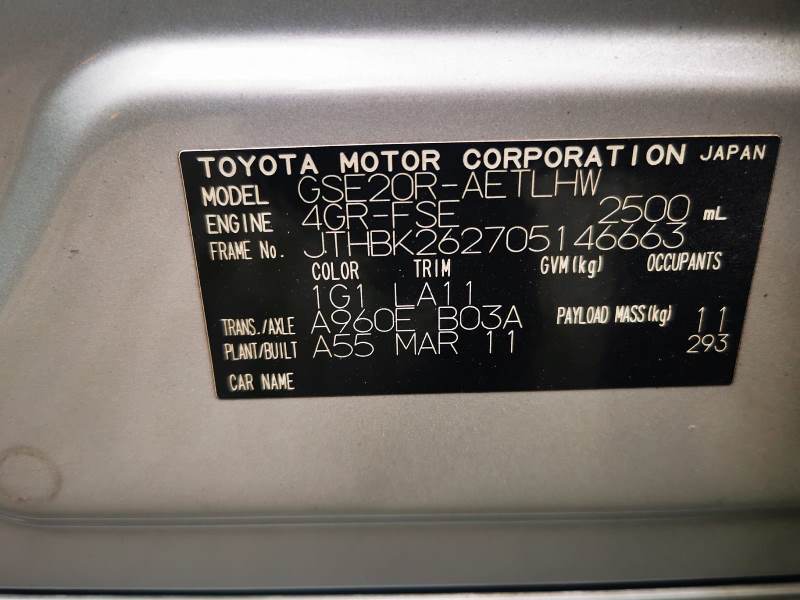 TOYOTA MOTOR CORPORATION JAPAN
MODEL GSE20R-AETLHW
ENGINE 4GR-FSE 2500 mL
FRAME No. JTHBK262705146663
COLOR TRIM GVM(kg) OCCUPANTS
1G1 LA11
TRANS./AXLE A960E B03A PAYLOAD MASS(kg) 11
PLANT/BUILT A55 MAR 11 293
CAR NAME